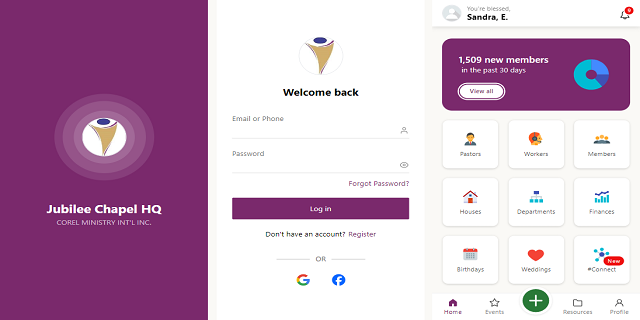 Jubilee Chapel HQ
COREL MINISTRY INT'L INC.
Welcome back
Email or Phone
Password
Forgot Password?
Log in
Don't have an account? Register
OR
You're blessed,
Sandra, E.
9
1,509 new members
in the past 30 days
View all
Pastors
Workers
Members
Houses
Departments
Finances
Birthdays
Weddings
#Connect
New
Home
Events
Resources
Profile